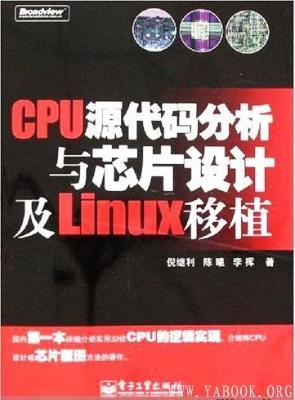 Broadview
CPU源代码分析
与芯片设计
及Linux移植
倪继利 陈曦 李挥 著
国内第一本详细介绍实用32位CPU的逻辑实现、介绍将CPU
设计成芯片版图方法的著作。
电子工业出版社
WWW.YABOOK.ORG